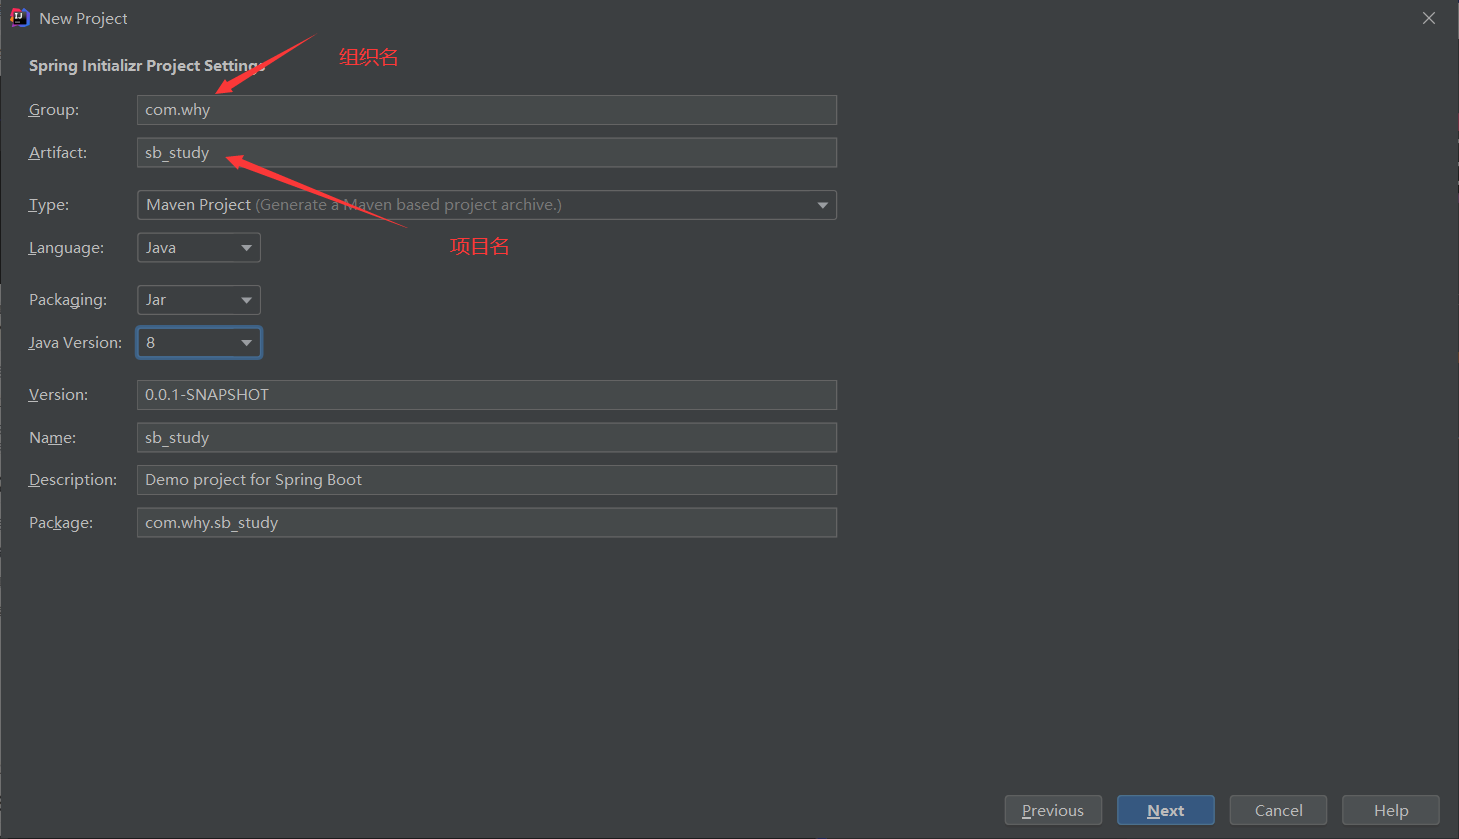 New Project
Spring Initializr Project Settings
组织名
Group: com.why
Artifact: sb_study
Type: Maven Project (Generate a Maven based project archive.)
Language: Java
项目名
Packaging: Jar
Java Version: 8
Version: 0.0.1-SNAPSHOT
Name: sb_study
Description: Demo project for Spring Boot
Package: com.why.sb_study
Previous Next Cancel Help